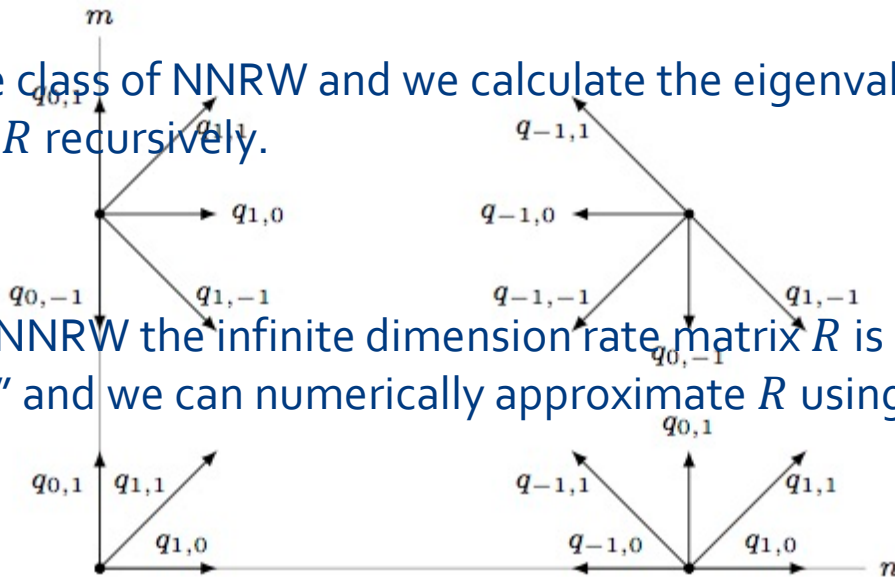 m
class of NNRW and we calculate the
q0,1
q1,1
q−1,1
R recursively.
q1,0
q−1,0
q0,−1
q1,−1
q−1,−1
q1,−1
NNRW the infinite dimension rate matrix R is
q0,−1
” and we can numerically approximate R using
q0,1
q0,1
q1,1
q−1,1
q1,1
q1,0
q−1,0
q1,0